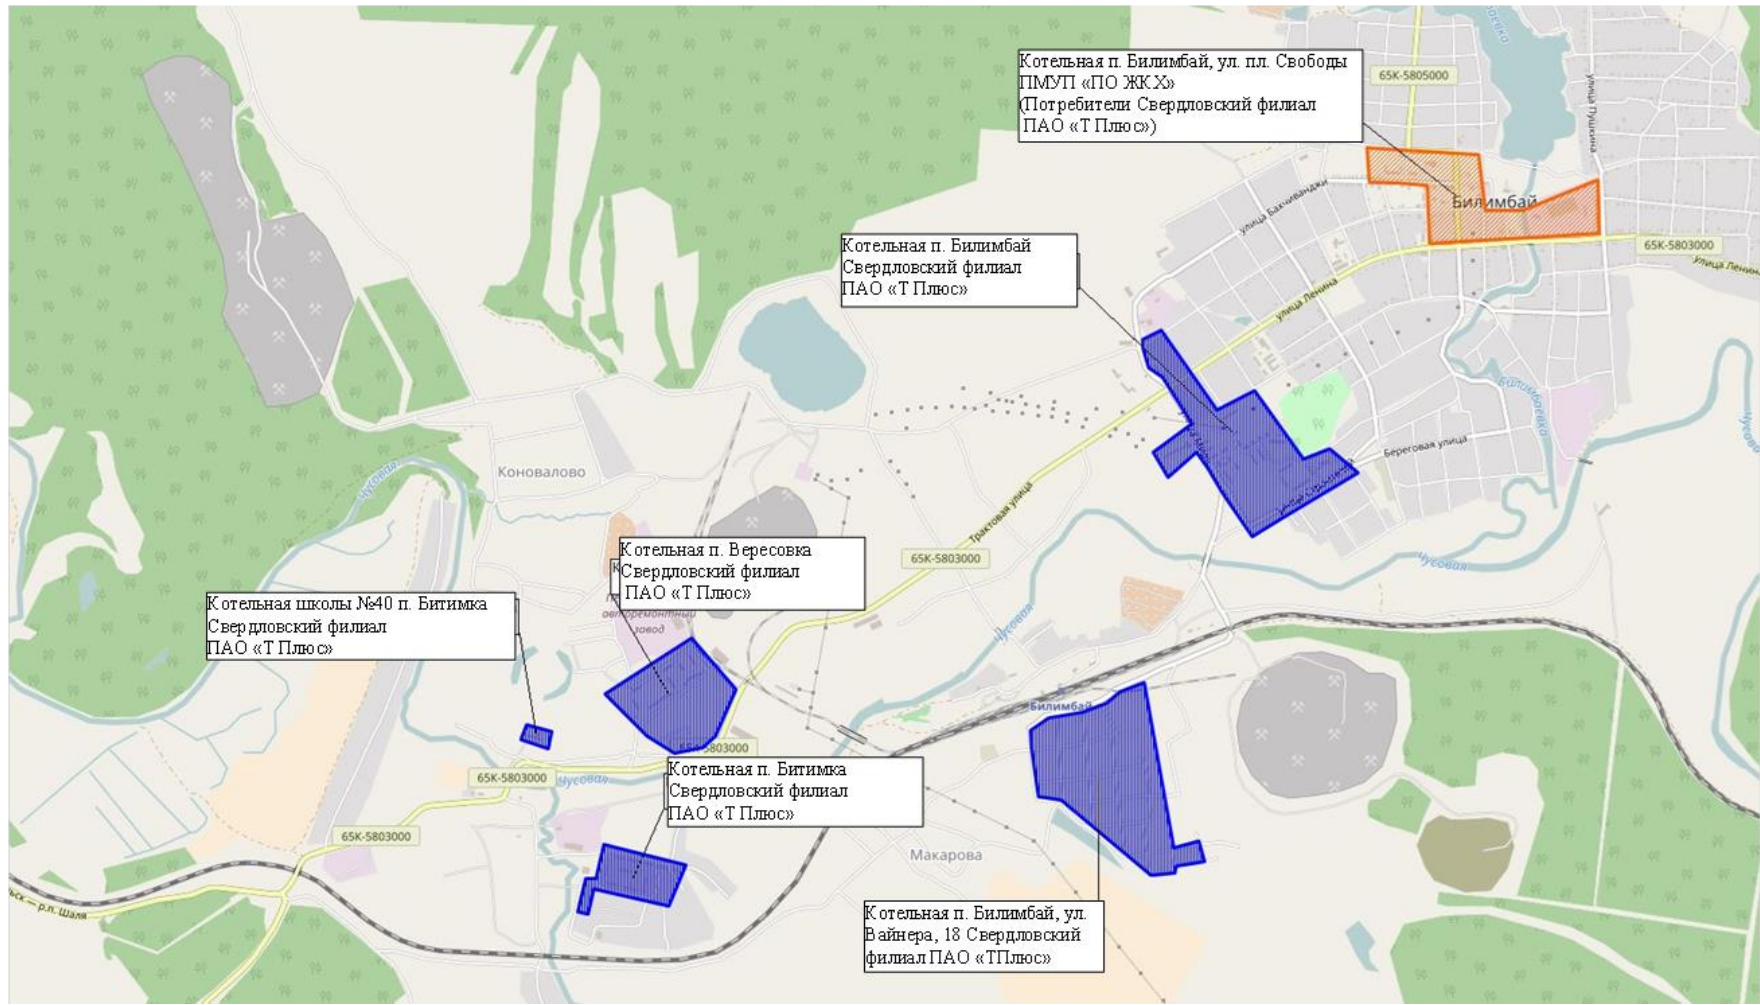 Котельная п. Билимбай, ул. пл. Свободы
ПМУП «ПО ЖКХ»
(Потребители Свердловский филиал
ПАО «Т Плюс»)
65К-5805000
улица Пушкина
улица Бахчиванджи
Билимбай
65К-5803000
улица Ленина
Котельная п. Билимбай
Свердловский филиал
ПАО «Т Плюс»
улица Ленина
Билимбаевка
Береговая улица
Чусовая
Коновалово
Трактовая улица
65К-5803000
Чусовая
Котельная п. Вересовка
Свердловский филиал
ПАО «Т Плюс»
авторемонтный
завод
Котельная школы №40 п. Битимка
Свердловский филиал
ПАО «Т Плюс»
Чусовая
Билимбай
5803000
65К-5803000
Чусовая
Котельная п. Битимка
Свердловский филиал
ПАО «Т Плюс»
65К-5803000
Макарова
р.п. Шаля
Котельная п. Билимбай, ул.
Вайнера, 18 Свердловский
филиал ПАО «ТПлюс»